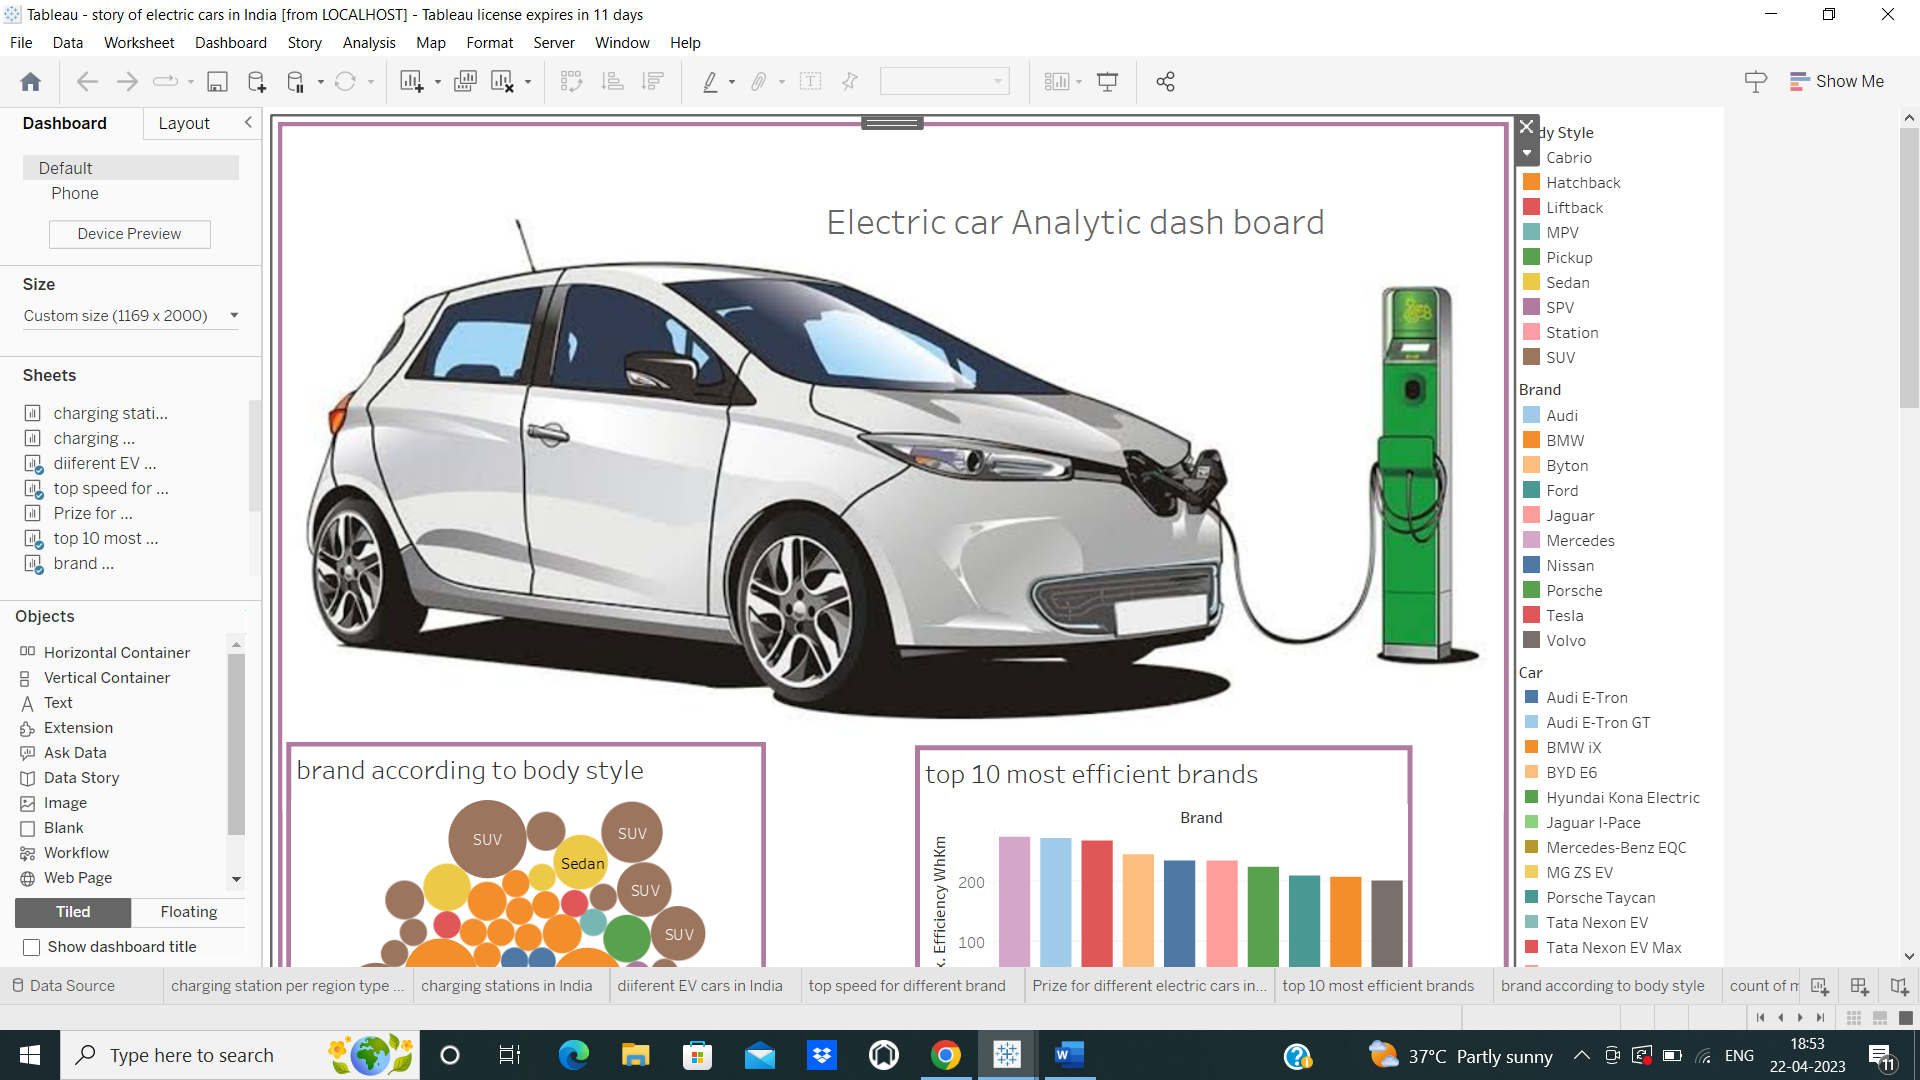 Tableau - story of electric cars in India [from LOCALHOST] - Tableau license expires in 11 days
File Data Worksheet Dashboard Story Analysis Map Format Server Window Help
Show Me
Dashboard Layout
Default
Phone
Device Preview
Size
Custom size (1169 x 2000)
Sheets
charging stati...
charging ...
diiferent EV ...
top speed for ...
Prize for ...
top 10 most ...
brand ...
Objects
Horizontal Container
Vertical Container
Text
Extension
Ask Data
Data Story
Image
Blank
Workflow
Web Page
Tiled Floating
Show dashboard title
Electric car Analytic dash board
brand according to body style
SUV
SUV
Sedan
SUV
SUV
top 10 most efficient brands
Brand
x. Efficiency WhKm
200
100
dy Style
Cabrio
Hatchback
Liftback
MPV
Pickup
Sedan
SPV
Station
SUV
Brand
Audi
BMW
Byton
Ford
Jaguar
Mercedes
Nissan
Porsche
Tesla
Volvo
Car
Audi E-Tron
Audi E-Tron GT
BMW iX
BYD E6
Hyundai Kona Electric
Jaguar I-Pace
Mercedes-Benz EQC
MG ZS EV
Porsche Taycan
Tata Nexon EV
Tata Nexon EV Max
Data Source charging station per region type ... charging stations in India diiferent EV cars in India top speed for different brand Prize for different electric cars in... top 10 most efficient brands brand according to body style count of m
Type here to search
37°C Partly sunny
ENG
18:53
22-04-2023
11